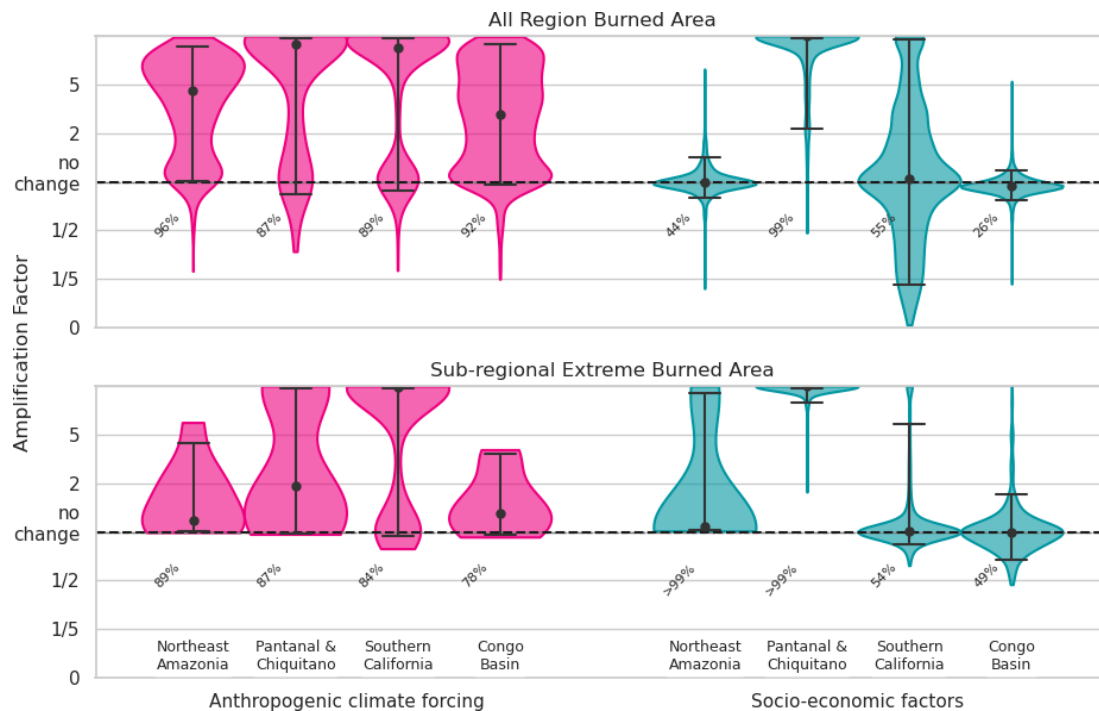 All Region Burned Area
Amplification Factor
5
2
no
change
1/2
1/5
0
96%
87%
89%
92%
44%
99%
55%
26%
Sub-regional Extreme Burned Area
5
2
no
change
1/2
1/5
0
89%
87%
84%
78%
>99%
>99%
54%
49%
Northeast
Amazonia
Pantanal &
Chiquitano
Southern
California
Congo
Basin
Northeast
Amazonia
Pantanal &
Chiquitano
Southern
California
Congo
Basin
Anthropogenic climate forcing
Socio-economic factors